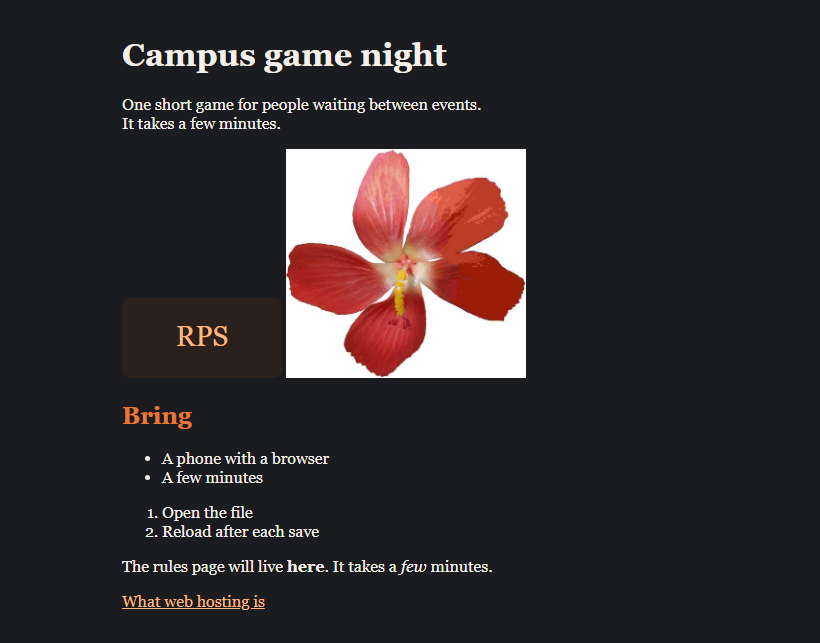 Campus game night
One short game for people waiting between events.
It takes a few minutes.
RPS
Bring
• A phone with a browser
• A few minutes
1. Open the file
2. Reload after each save
The rules page will live here. It takes a few minutes.
What web hosting is